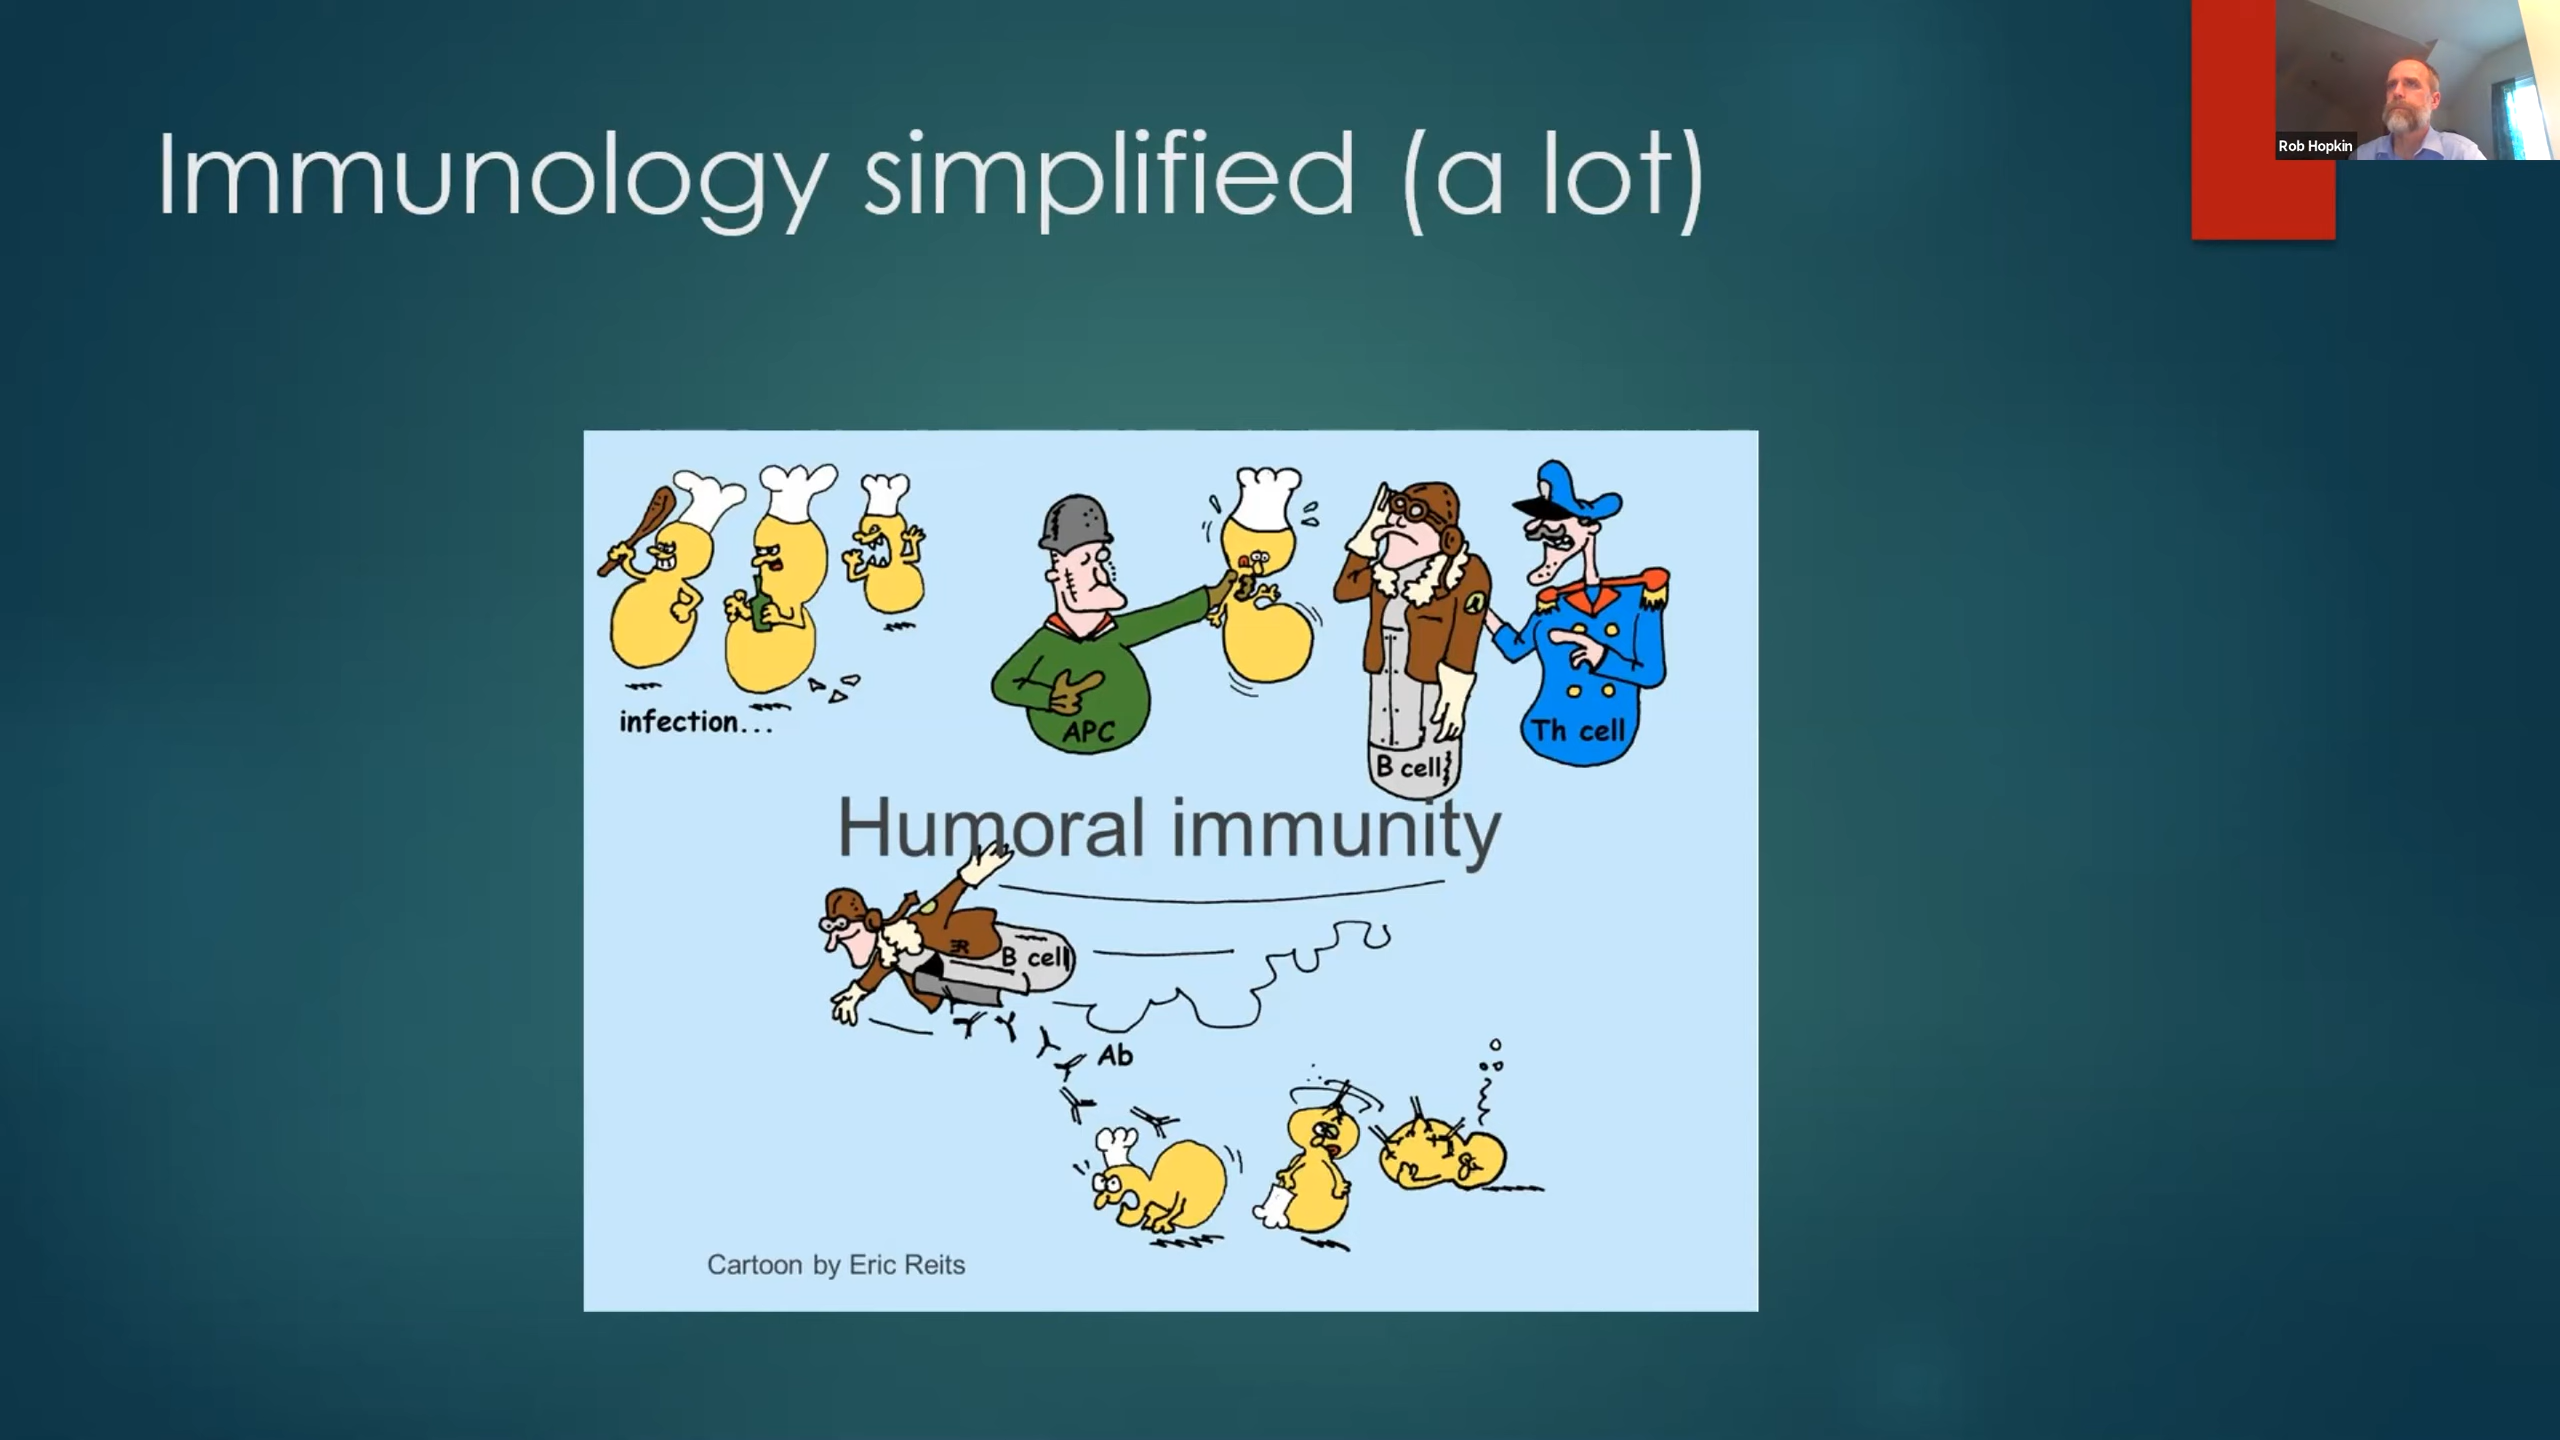 Immunology simplified (a lot)
Rob Hopkin
infection...
APC
B cell
Th cell
Humoral immunity
B cell
Ab
Cartoon by Eric Reits